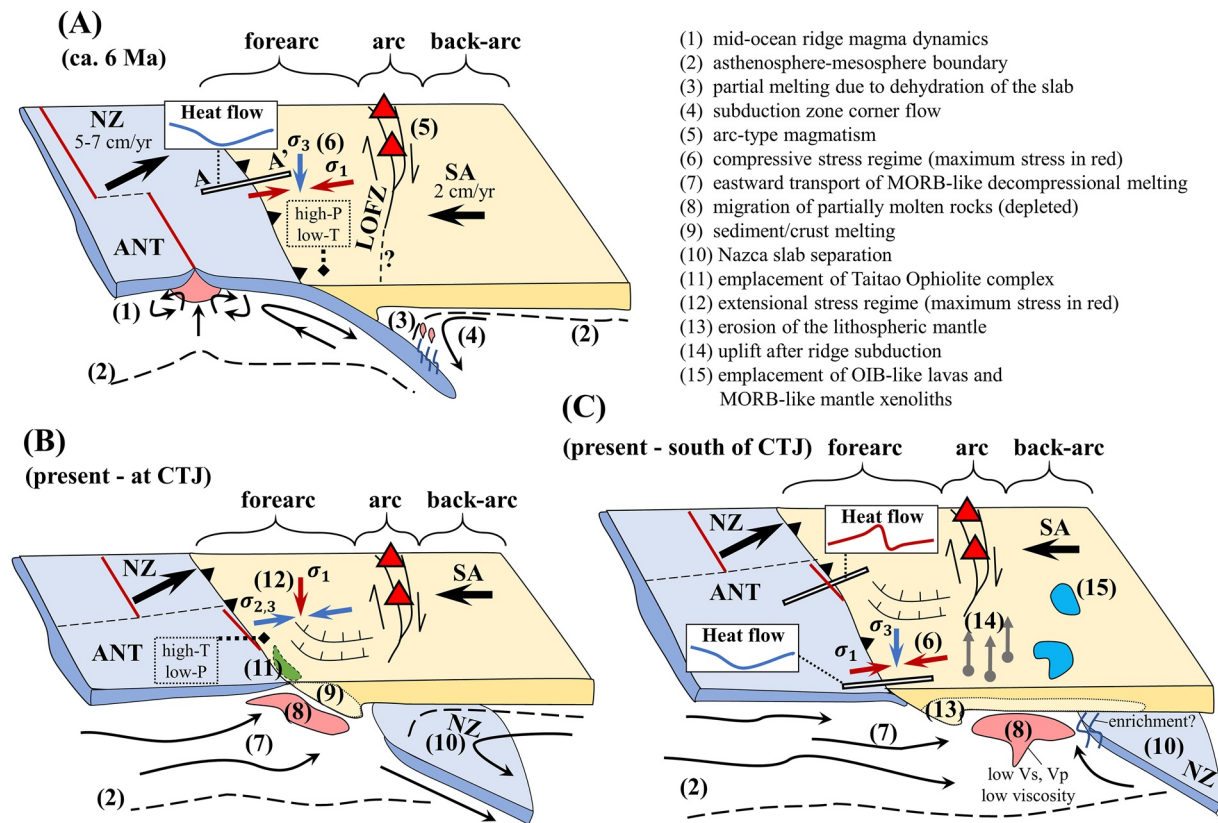 (A)
(ca. 6 Ma)
forearc
arc
back-arc
NZ
5-7 cm/yr
Heat flow
A
A'
σ3
(6)
σ1
(5)
SA
2 cm/yr
LOFZ
high-P
low-T
?
ANT
(1)
(2)
(3)
(4)
(2)
(1) mid-ocean ridge magma dynamics
(2) asthenosphere-mesosphere boundary
(3) partial melting due to dehydration of the slab
(4) subduction zone corner flow
(5) arc-type magmatism
(6) compressive stress regime (maximum stress in red)
(7) eastward transport of MORB-like decompressional melting
(8) migration of partially molten rocks (depleted)
(9) sediment/crust melting
(10) Nazca slab separation
(11) emplacement of Taitao Ophiolite complex
(12) extensional stress regime (maximum stress in red)
(13) erosion of the lithospheric mantle
(14) uplift after ridge subduction
(15) emplacement of OIB-like lavas and
MORB-like mantle xenoliths
(B)
(present - at CTJ)
forearc
arc
back-arc
NZ
(12)
σ1
σ2,3
SA
ANT
high-T
low-P
(11)
(9)
(8)
(7)
NZ
(10)
(2)
(C)
(present - south of CTJ)
forearc
arc
back-arc
NZ
Heat flow
SA
ANT
(15)
Heat flow
σ3
σ1
(6)
(14)
(13)
(7)
(8)
enrichment?
(10)
NZ
low Vs, Vp
low viscosity
(2)